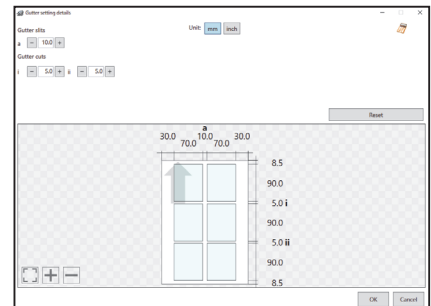 Gutter setting details
Gutter slits
Unit: mm inch
a − 10.0 +
Gutter cuts
i − 5.0 + ii − 5.0 +
Reset
a
30.0 10.0 30.0
70.0 70.0
8.5
90.0
5.0 i
90.0
5.0 ii
90.0
8.5
OK Cancel